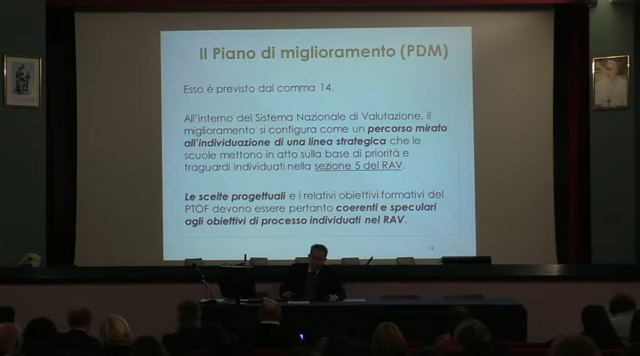 Il Piano di miglioramento (PDM)
Esso è previsto dal comma 14.
All'interno del Sistema Nazionale di Valutazione, il
miglioramento si configura come un percorso mirato
all'individuazione di una linea strategica che le
scuole mettono in atto sulla base di priorità e
traguardi individuati nella sezione 5 del RAV.
Le scelte progettuali e i relativi obiettivi formativi del
PTOF devono essere pertanto coerenti e speculari
agli obiettivi di processo individuati nel RAV.